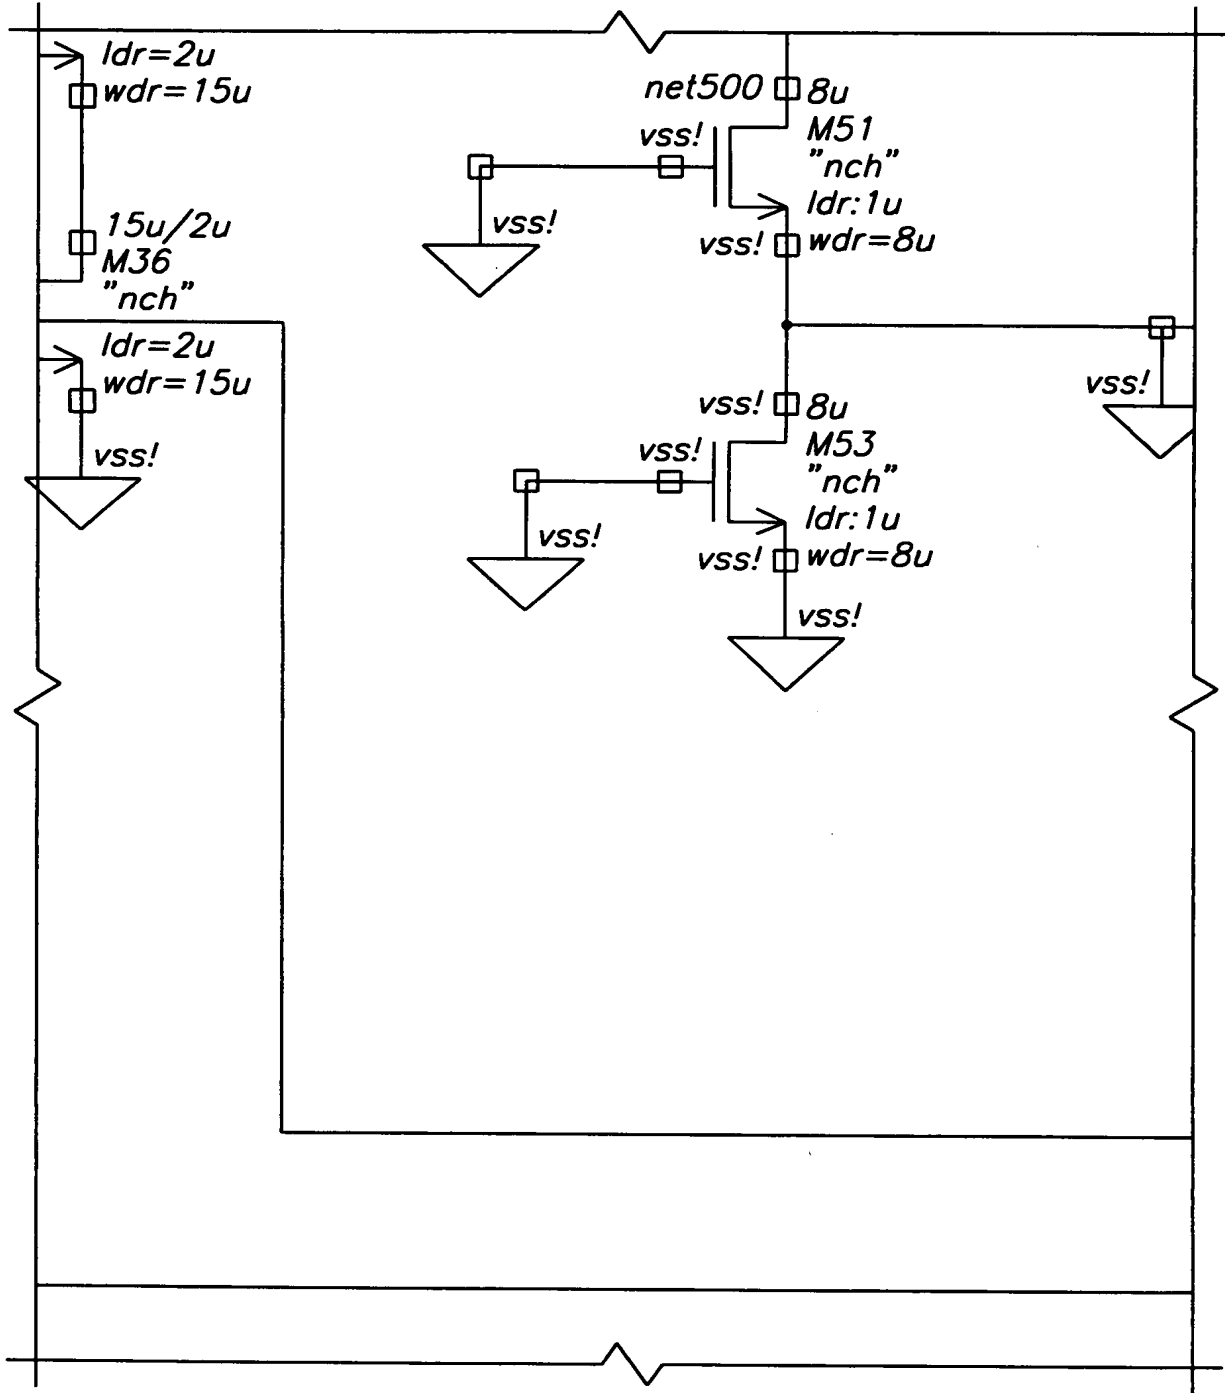 ldr=2u
wdr=15u
15u/2u
M36
"nch"
ldr=2u
wdr=15u
vss!
net500
8u
vss!
M51
"nch"
vss!
ldr:1u
vss!
wdr=8u
vss!
vss!
8u
vss!
M53
"nch"
ldr:1u
vss!
vss!
wdr=8u
vss!